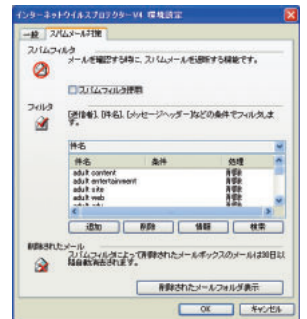 インターネットウイルスプロテクターV4 環境設定
一般 スパムメール対策
スパムフィルタ
メールを確認する時に、スパムメールを遮断する機能です。
スパムフィルタ使用
フィルタ
[送信者]、[件名]、[メッセージヘッダー]などの条件でフィルタします。
件名
件名 条件 処理
adult content 削除
adult entertainment 削除
adult site 削除
adult web 削除
追加 削除 情報 検索
削除されたメール
スパムフィルタによって削除されたメールボックスのメールは30日以降自動消去されます。
削除されたメールフォルダ表示
OK キャンセル